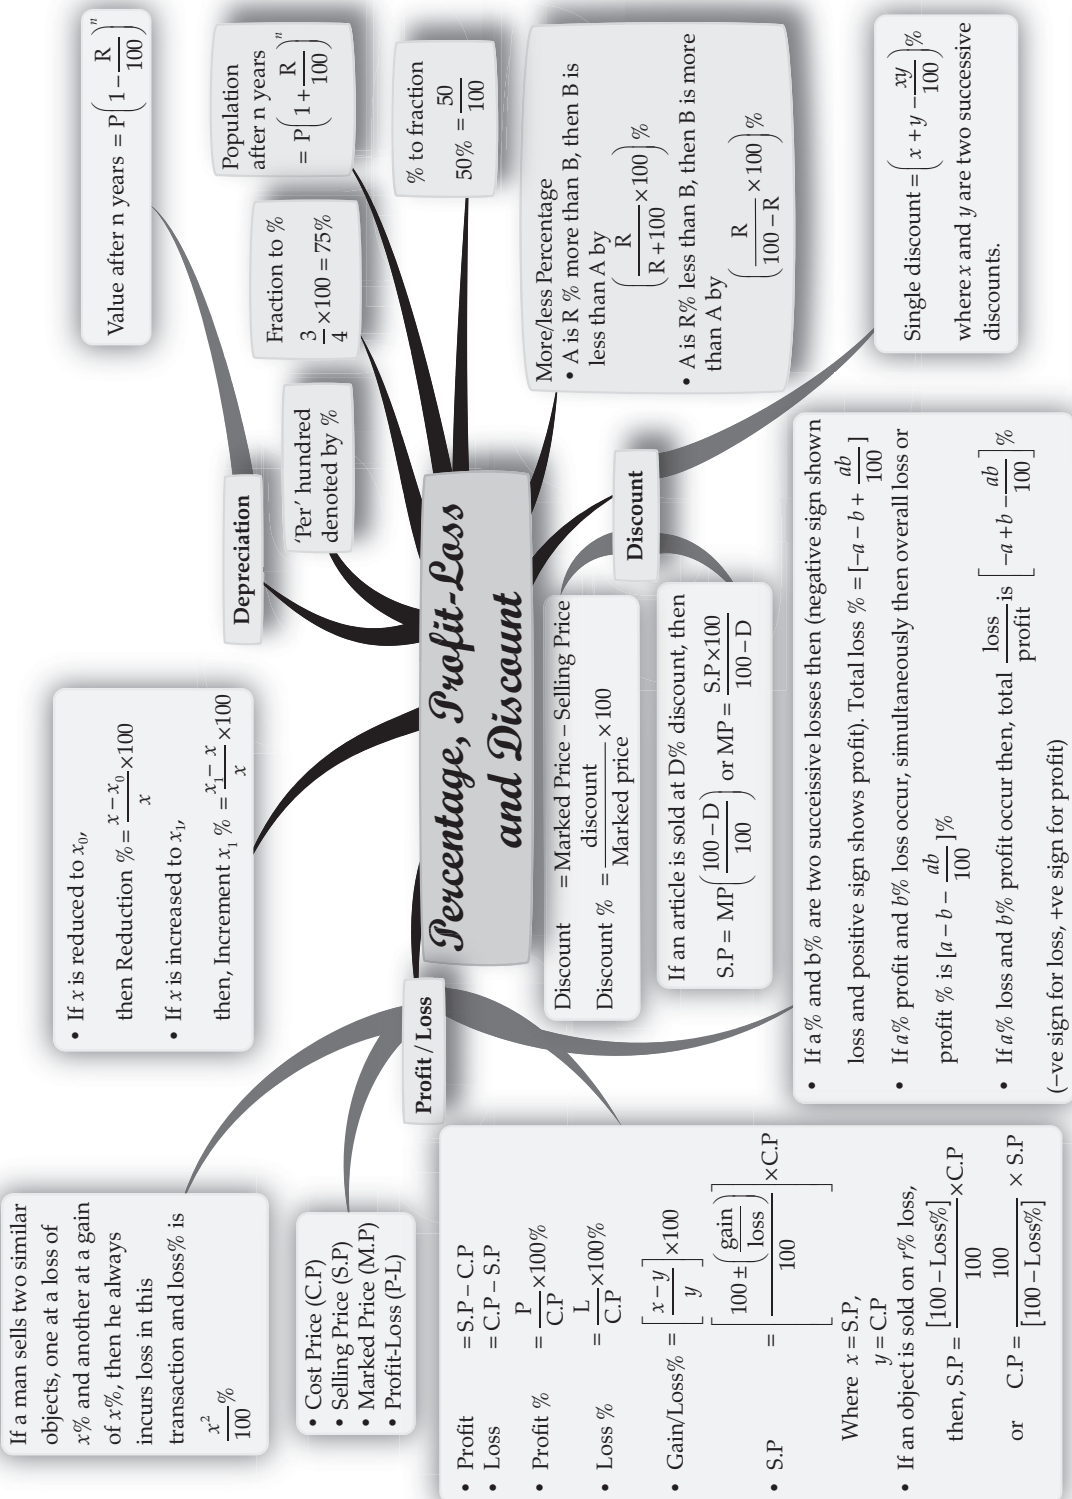 Percentage, Profit-Loss
and Discount
Profit / Loss
If a man sells two similar
objects, one at a loss of
x% and another at a gain
of x%, then he always
incurs loss in this
transaction and loss% is
x²/100 %
• Cost Price (C.P)
• Selling Price (S.P)
• Marked Price (M.P)
• Profit-Loss (P-L)
• Profit = S.P – C.P
• Loss = C.P – S.P
• Profit % = P/C.P ×100%
• Loss % = L/C.P ×100%
• Gain/Loss% = [x – y / y] ×100
• S.P = [100 ± (gain/loss) / 100] ×C.P
Where x = S.P,
y = C.P
• If an object is sold on r% loss,
then, S.P = [100 – Loss%]/100 ×C.P
or C.P = 100/[100 – Loss%] × S.P
• If x is reduced to x₀,
then Reduction % = x – x₀/x ×100
• If x is increased to x₁,
then, Increment x₁ % = x₁ – x/x ×100
Depreciation
Value after n years = P(1 – R/100)ⁿ
'Per' hundred
denoted by %
Fraction to %
3/4 ×100 = 75%
Population
after n years
= P(1 + R/100)ⁿ
% to fraction
50% = 50/100
More/less Percentage
• A is R % more than B, then B is
less than A by
(R/R + 100 ×100)%
• A is R% less than B, then B is more
than A by
(R/100 – R ×100)%
Discount
Discount = Marked Price – Selling Price
Discount % = discount/Marked price ×100
If an article is sold at D% discount, then
S.P = MP(100 – D/100) or MP = S.P×100/100 – D
Single discount = (x + y – xy/100)%
where x and y are two successive
discounts.
• If a% and b% are two succeissive losses then (negative sign shown
loss and positive sign shows profit). Total loss % = [–a – b + ab/100]
• If a% profit and b% loss occur, simultaneously then overall loss or
profit % is [a – b – ab/100]%
• If a% loss and b% profit occur then, total loss/profit is [–a + b – ab/100]%
(–ve sign for loss, +ve sign for profit)